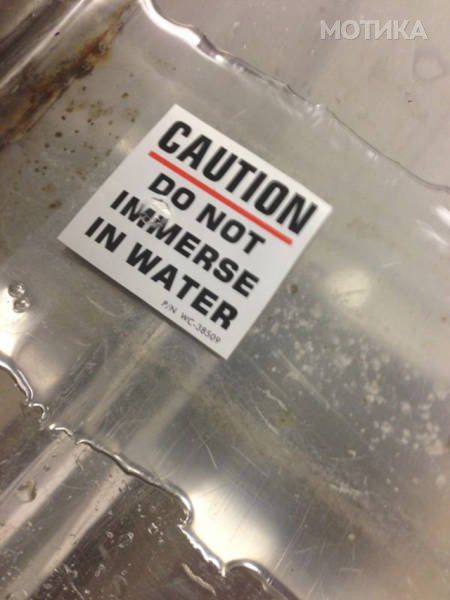 МОТИКА
CAUTION
DO NOT
IMMERSE
IN WATER
P/N WC-38509